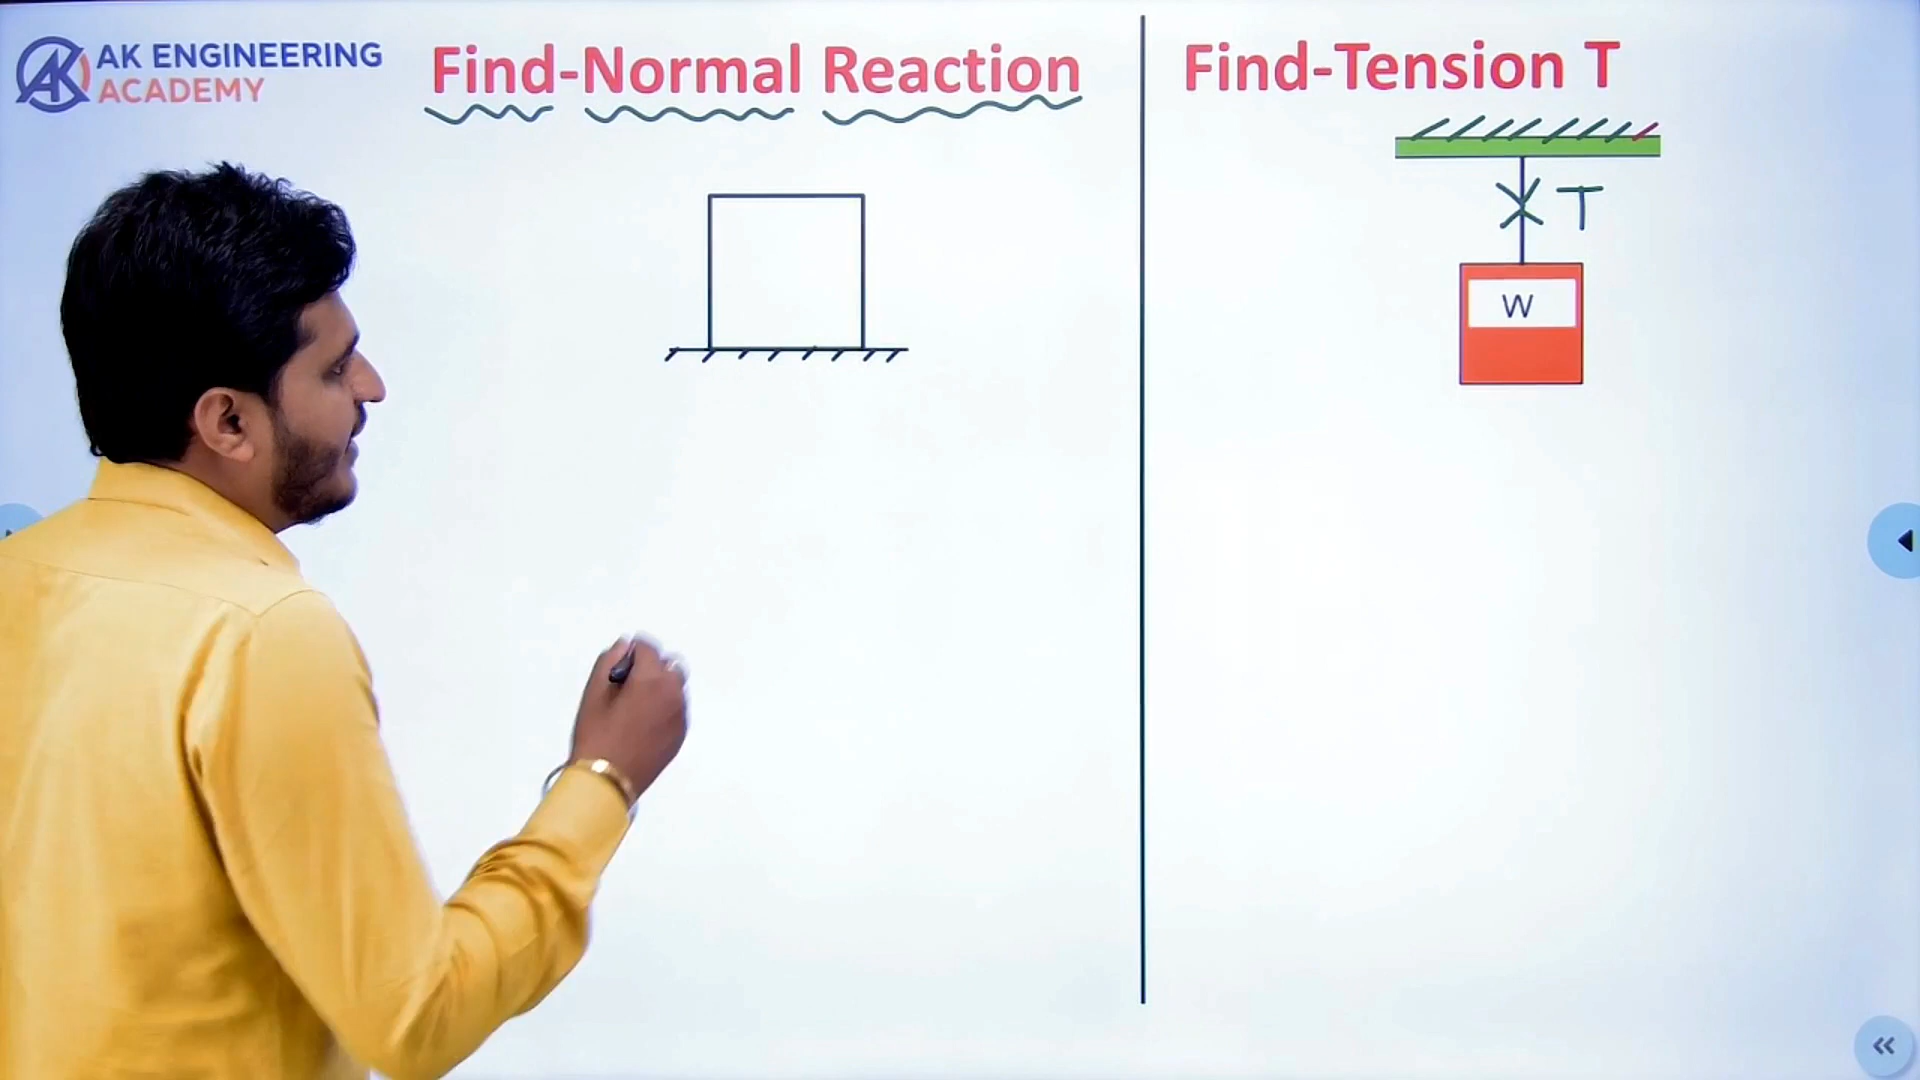 AK ENGINEERING
ACADEMY
Find-Normal Reaction
Find-Tension T
T
W